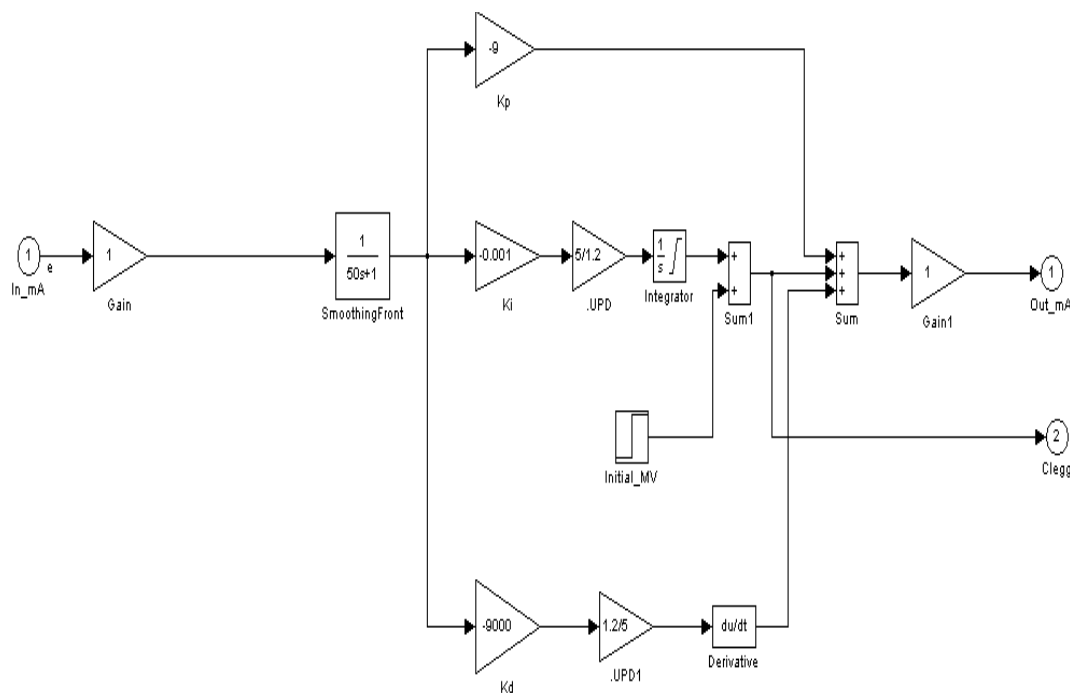 -9
Kp
1
In_mA
e
1
Gain
1
50s+1
SmoothingFront
-0.001
Ki
5/1.2
.UPD
1
s
Integrator
+
+
Sum1
+
+
+
Sum
1
Gain1
1
Out_mA
Initial_MV
2
Clegg
-9000
Kd
1.2/5
.UPD1
du/dt
Derivative